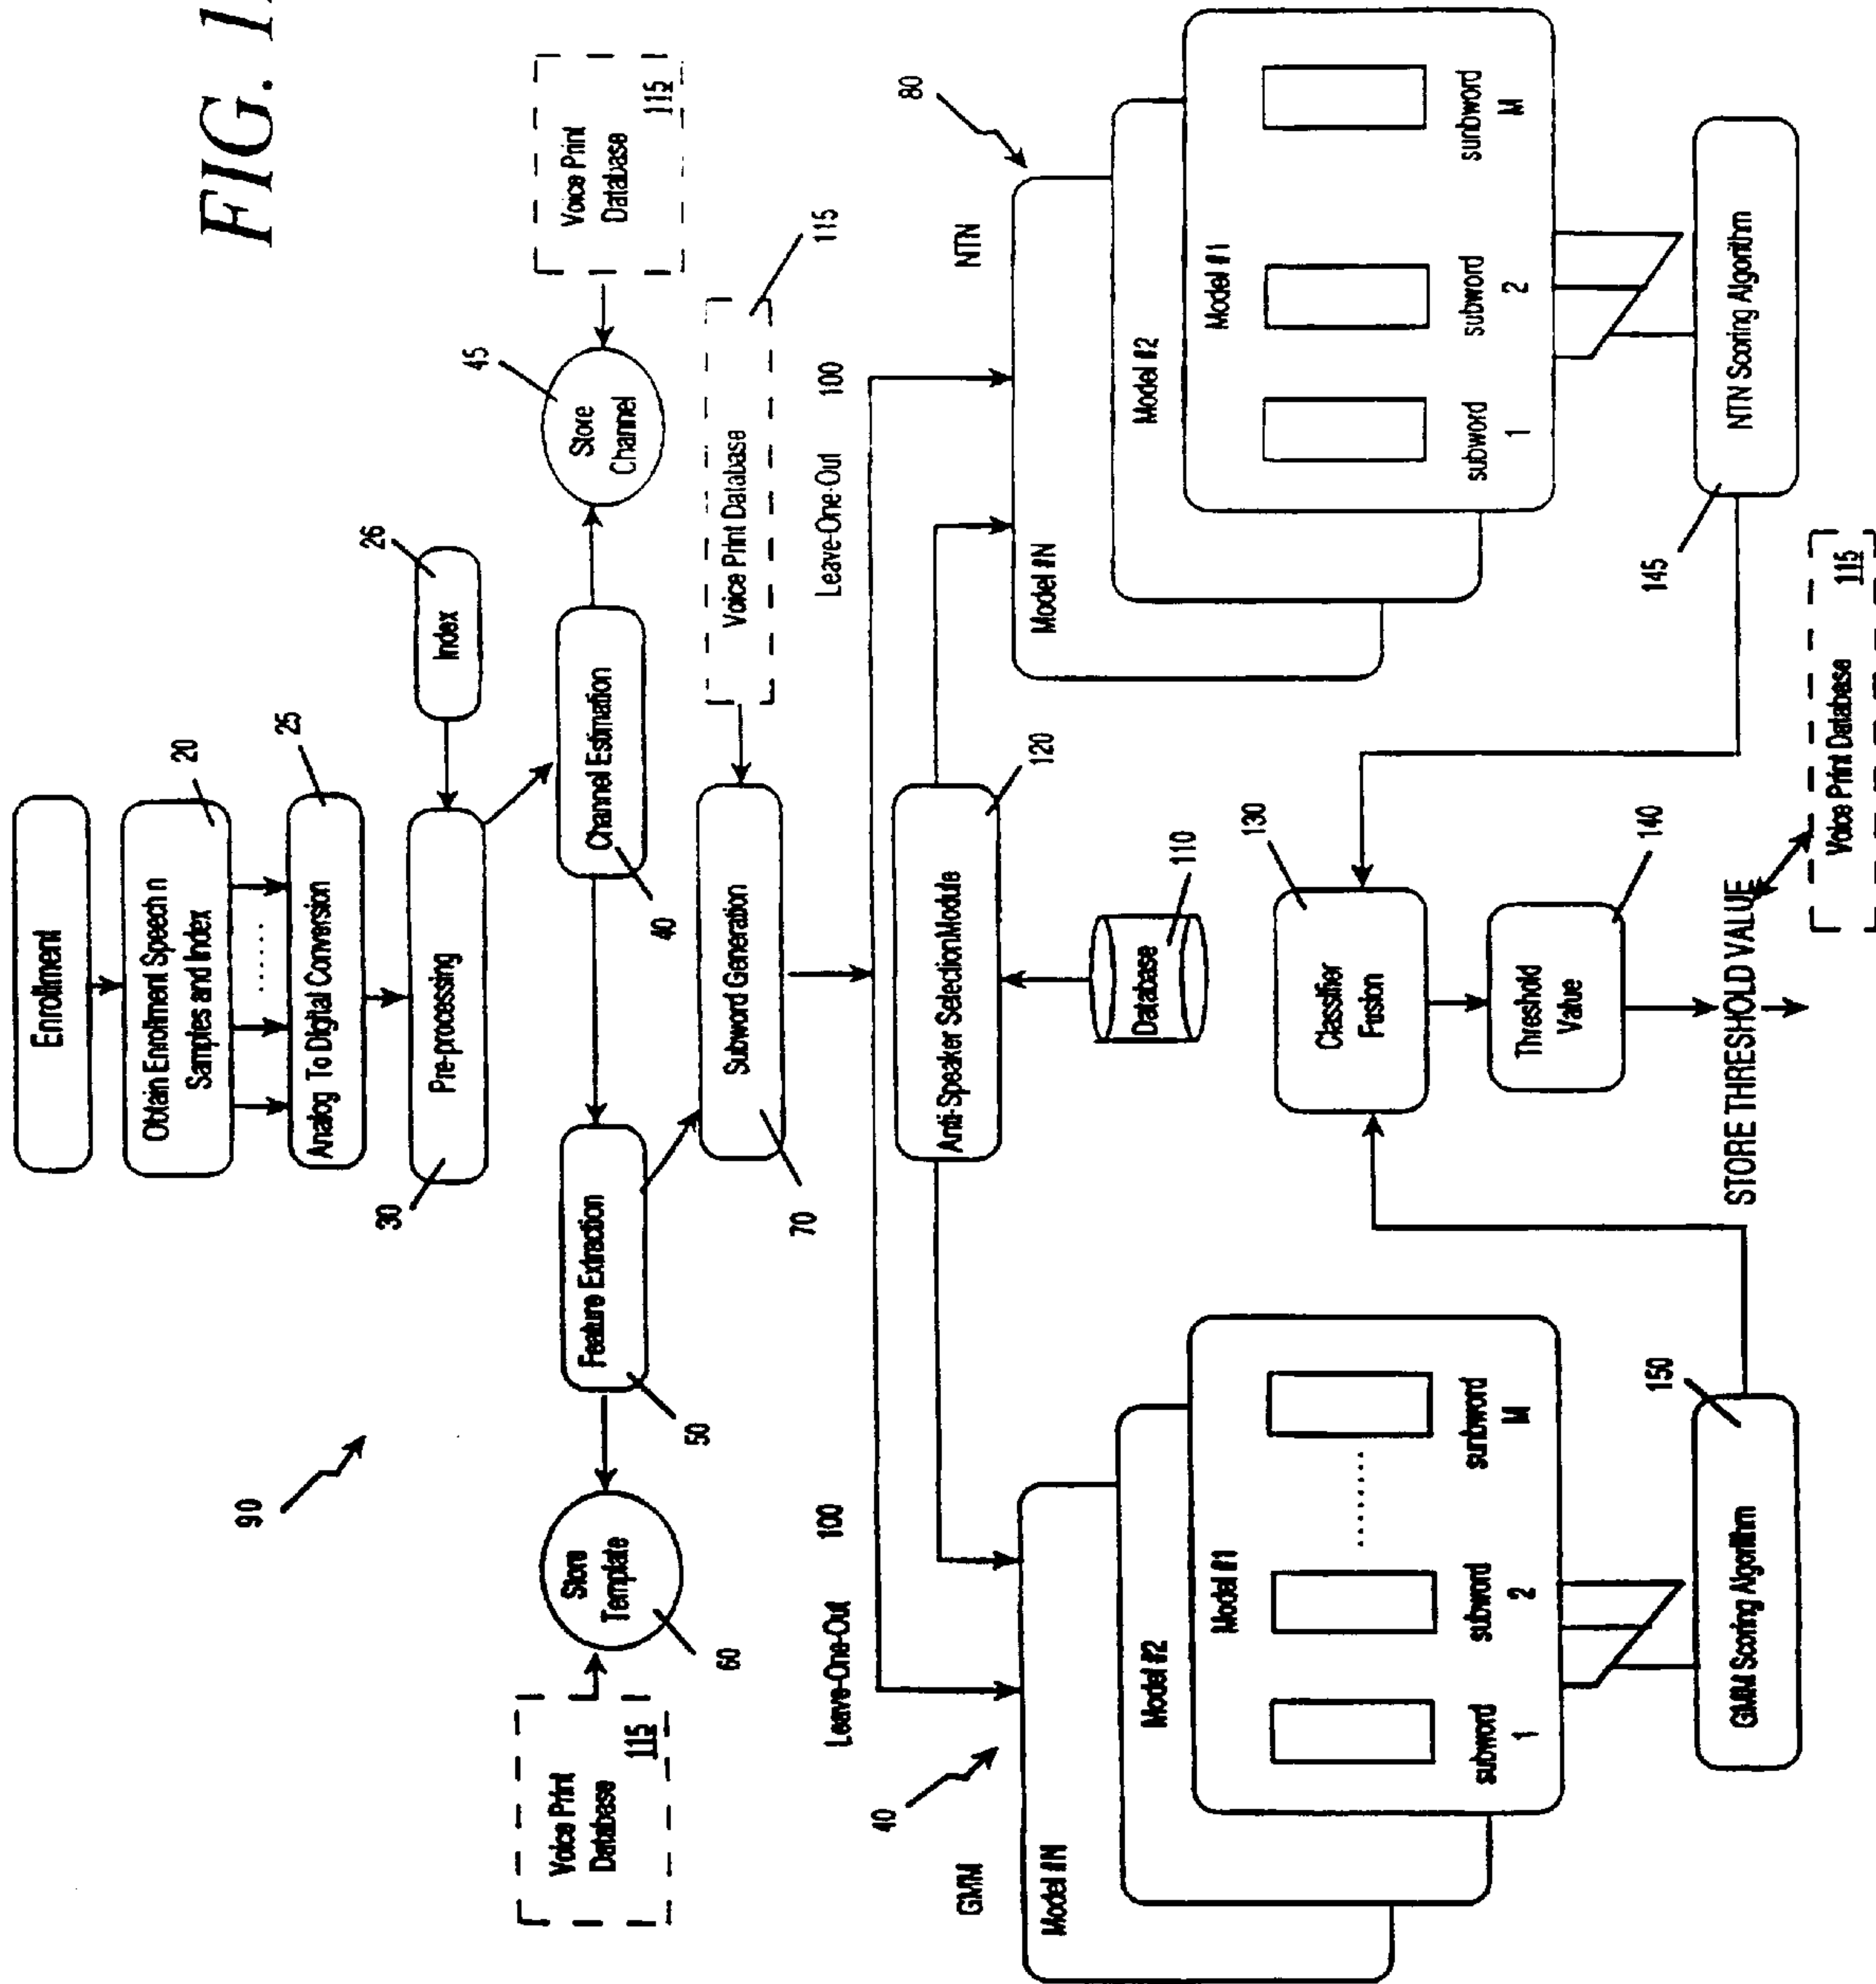 FIG. 1
Enrollment
Obtain Enrollment Speech n
Samples and Index
20
Analog To Digital Conversion
25
Index
26
Pre-processing
30
90
Voice Print
Database
115
Store
Template
60
Feature Extraction
50
Channel Estimation
40
Store
Channel
45
Voice Print
Database
115
Subword Generation
70
Voice Print Database
115
Leave-One-Out
100
Leave-One-Out
100
GMM
40
Anti-Speaker Selection Module
120
NTN
80
Model #N
Model #2
Model #1
subword
1
subword
2
........
sunbword
M
Database
110
Model #N
Model #2
Model #1
subword
1
subword
2
sunbword
M
Classifier
Fusion
130
Threshold
Value
140
GMM Scoring Algorithm
150
NTN Scoring Algorithm
145
STORE THRESHOLD VALUE
Voice Print Database
115